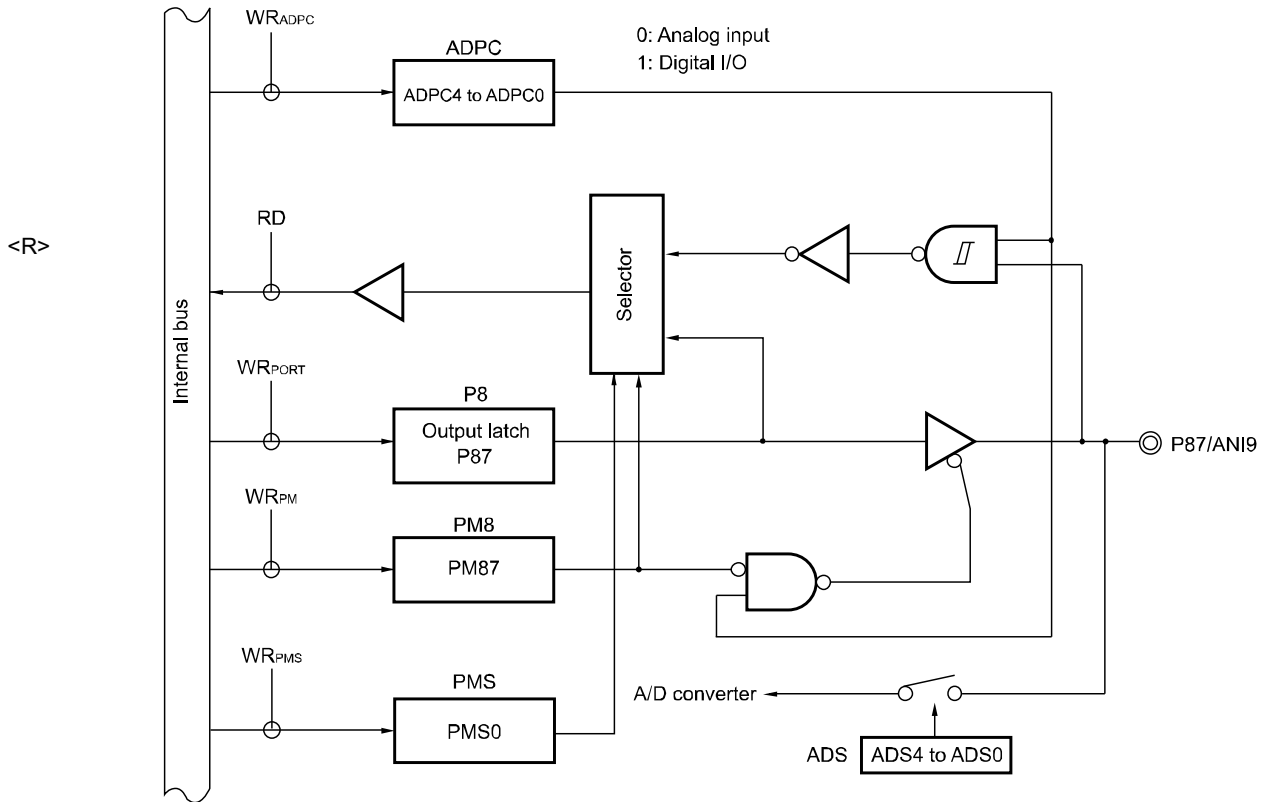 WRADPC
ADPC
ADPC4 to ADPC0
0: Analog input
1: Digital I/O
<R>
RD
Selector
Internal bus
WRPORT
P8
Output latch
P87
P87/ANI9
WRPM
PM8
PM87
WRPMS
PMS
PMS0
A/D converter
ADS
ADS4 to ADS0